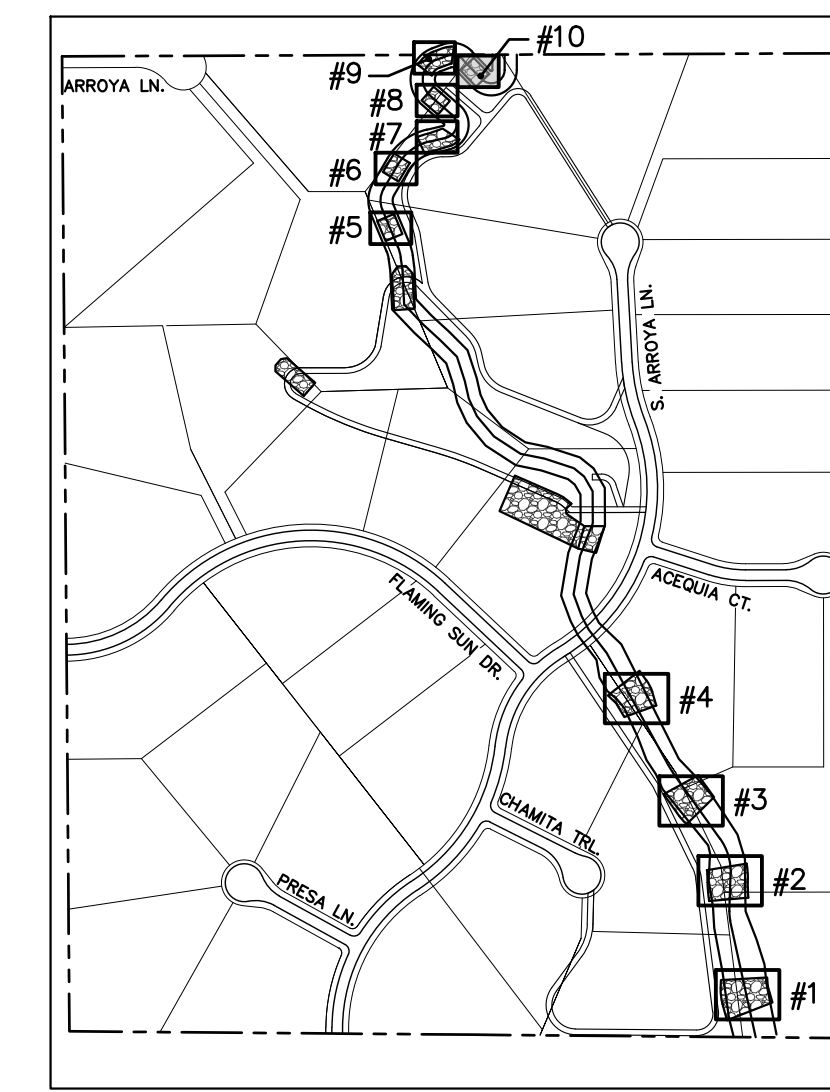 #10
#9
ARROYA LN.
#8
#7
#6
#5
S. ARROYA LN.
ACEQUIA CT.
FLAMING SUN DR.
#4
#3
CHAMITA TRL.
#2
PRESA LN.
#1